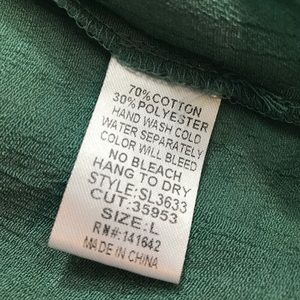 70%COTTON
30%POLYESTER
HAND WASH COLD
WATER SEPARATELY
COLOR WILL BLEED
NO BLEACH
HANG TO DRY
STYLE:SL3633
CUT:35953
SIZE:L
RN#:141642
MADE IN CHINA